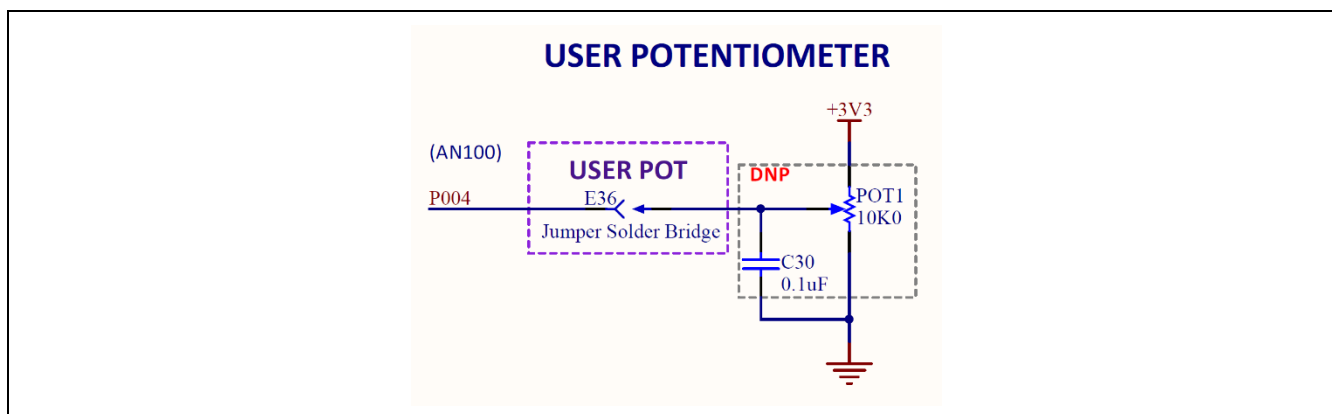 USER POTENTIOMETER
+3V3
(AN100)
USER POT
DNP
P004
E36
POT1
10K0
Jumper Solder Bridge
C30
0.1uF